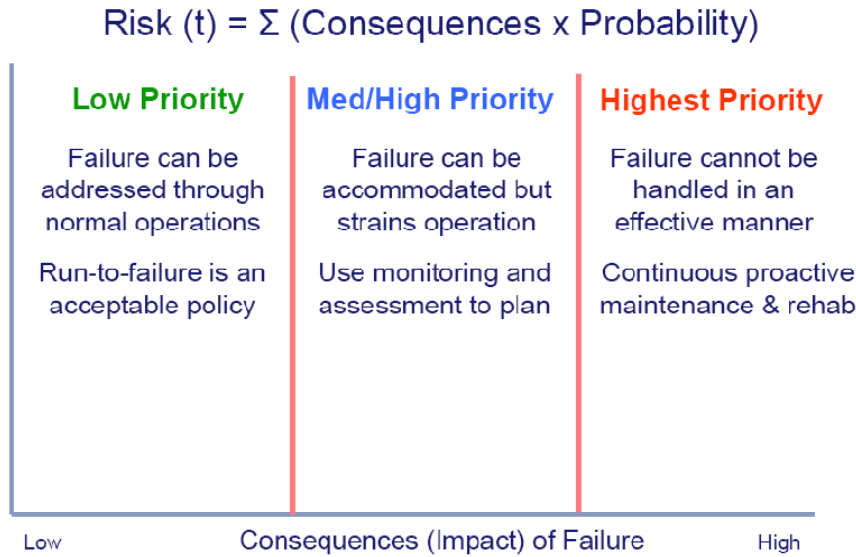 Risk (t) = Σ (Consequences x Probability)
Low Priority
Failure can be
addressed through
normal operations
Run-to-failure is an
acceptable policy
Med/High Priority
Failure can be
accommodated but
strains operation
Use monitoring and
assessment to plan
Highest Priority
Failure cannot be
handled in an
effective manner
Continuous proactive
maintenance & rehab
Low
Consequences (Impact) of Failure
High